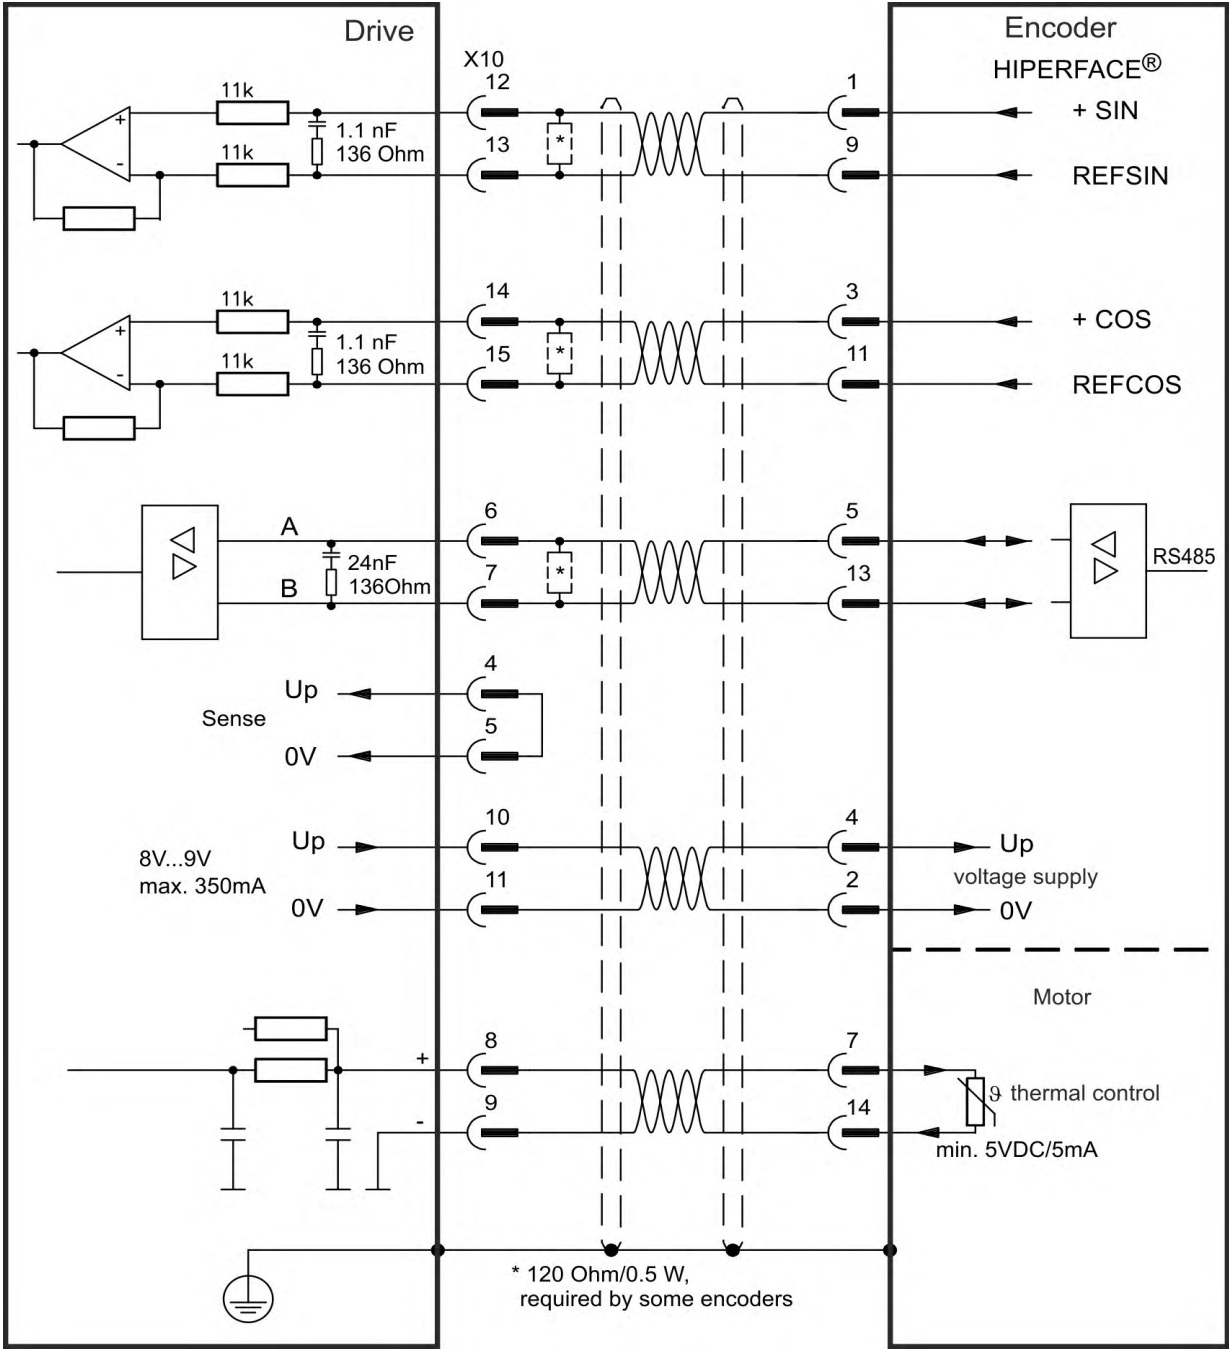 Drive
Encoder
HIPERFACE®
X10
11k
12
1
+ SIN
+
1.1 nF
136 Ohm
11k
13
9
-
REFSIN
*
11k
14
3
+ COS
+
1.1 nF
136 Ohm
11k
15
11
-
REFCOS
*
A
6
5
24nF
136Ohm
RS485
B
7
13
*
Up
4
Sense
5
0V
Up
10
4
Up
8V...9V
max. 350mA
voltage supply
0V
11
2
0V
Motor
+
8
7
ϑ thermal control
-
9
14
min. 5VDC/5mA
* 120 Ohm/0.5 W,
required by some encoders